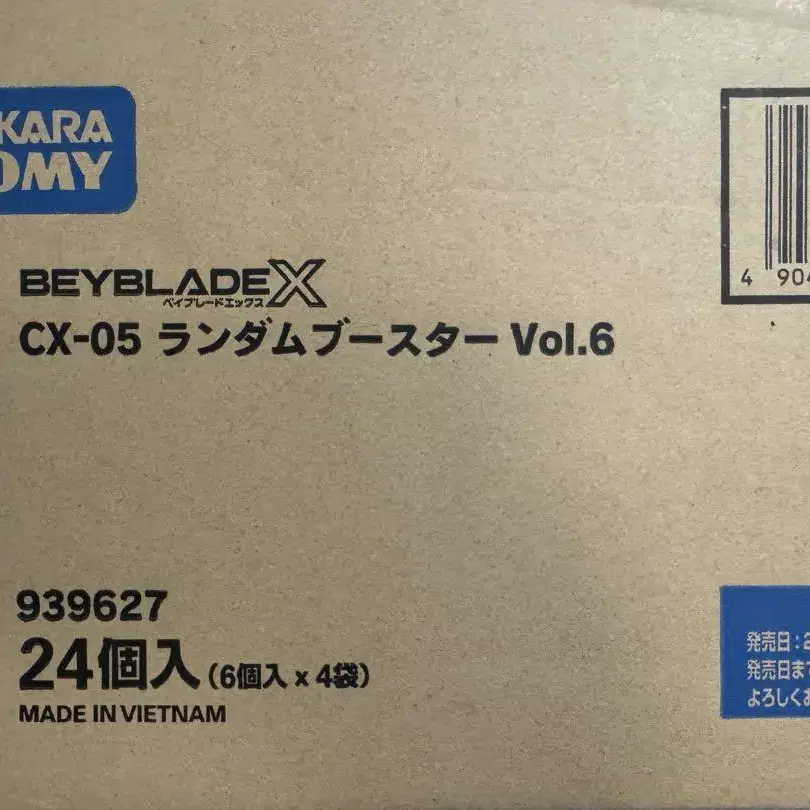 KARA
OMY
BEYBLADE X
ベイブレードエックス
CX-05 ランダムブースター Vol.6
4 904
939627
24個入(6個入x4袋)
MADE IN VIETNAM
発売日:2
発売日ま
よろしくお